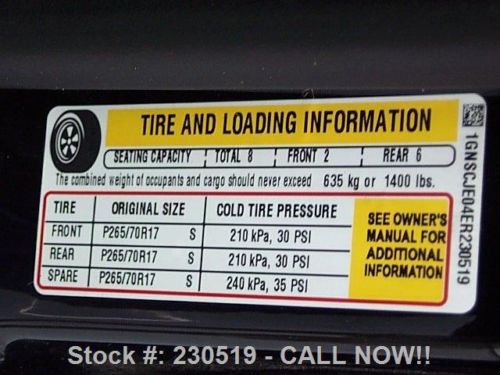 TIRE AND LOADING INFORMATION
SEATING CAPACITY TOTAL 8 FRONT 2 REAR 6
The combined weight of occupants and cargo should never exceed 635 kg or 1400 lbs.
TIRE ORIGINAL SIZE COLD TIRE PRESSURE
FRONT P265/70R17 S 210 kPa, 30 PSI
REAR P265/70R17 S 210 kPa, 30 PSI
SPARE P265/70R17 S 240 kPa, 35 PSI
SEE OWNER'S
MANUAL FOR
ADDITIONAL
INFORMATION
1GNSCJE04ER230519
Stock #: 230519 - CALL NOW!!